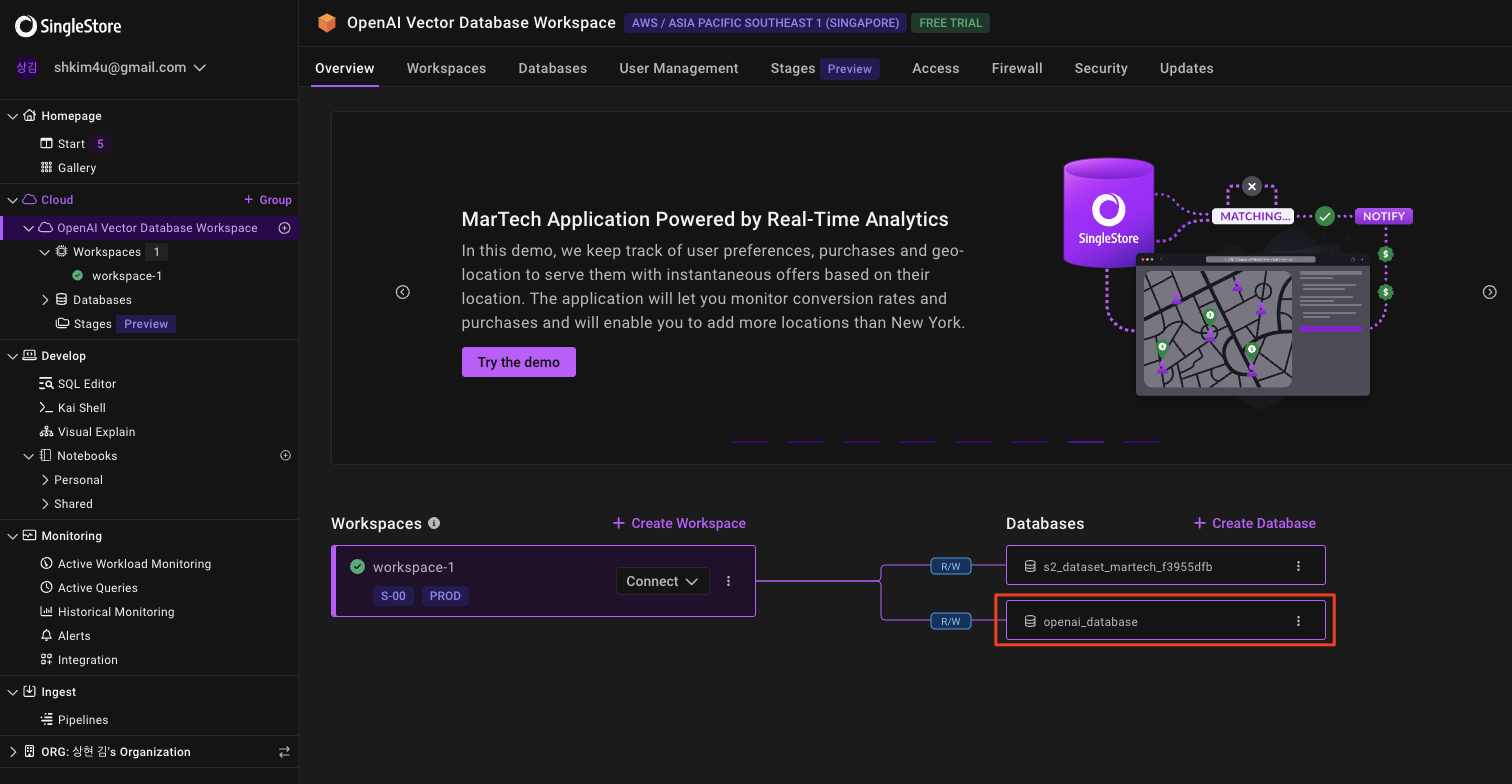 SingleStore
상김 shkim4u@gmail.com
Homepage
Start 5
Gallery
Cloud + Group
OpenAI Vector Database Workspace
Workspaces 1
workspace-1
Databases
Stages Preview
Develop
SQL Editor
Kai Shell
Visual Explain
Notebooks
Personal
Shared
Monitoring
Active Workload Monitoring
Active Queries
Historical Monitoring
Alerts
Integration
Ingest
Pipelines
ORG: 상현 김's Organization
OpenAI Vector Database Workspace AWS / ASIA PACIFIC SOUTHEAST 1 (SINGAPORE) FREE TRIAL
Overview Workspaces Databases User Management Stages Preview Access Firewall Security Updates
MarTech Application Powered by Real-Time Analytics
In this demo, we keep track of user preferences, purchases and geo-
location to serve them with instantaneous offers based on their
location. The application will let you monitor conversion rates and
purchases and will enable you to add more locations than New York.
Try the demo
SingleStore
MATCHING...
NOTIFY
$
$
Workspaces + Create Workspace
workspace-1
S-00 PROD
Connect
R/W
R/W
Databases + Create Database
s2_dataset_martech_f3955dfb
openai_database